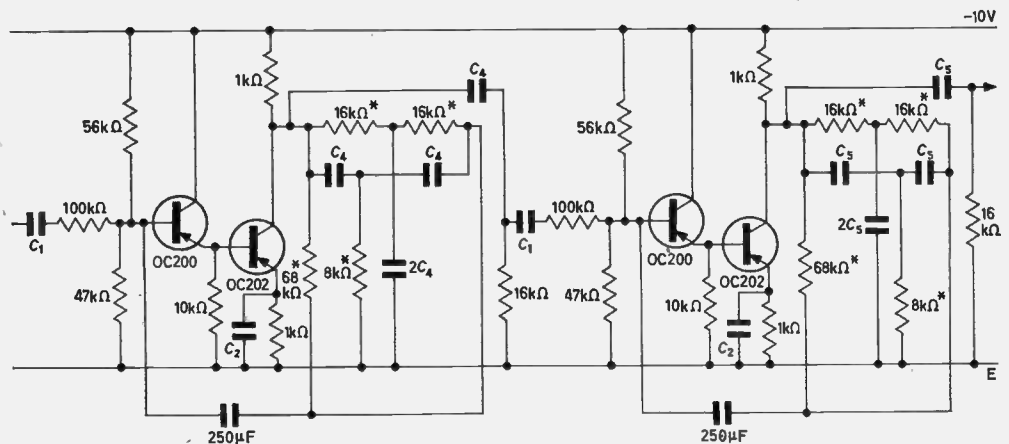 −10V
C4
C5
1kΩ
1kΩ
16kΩ*
16kΩ*
16kΩ*
16kΩ*
56kΩ
56kΩ
C4
C4
C5
C5
100kΩ
100kΩ
C1
C1
OC200
OC200
2C5
16 kΩ
OC202
OC202
68 kΩ*
8kΩ*
2C4
68kΩ*
47kΩ
10kΩ
16kΩ
47kΩ
10kΩ
8kΩ*
C2
1kΩ
C2
1kΩ
E
250μF
250μF